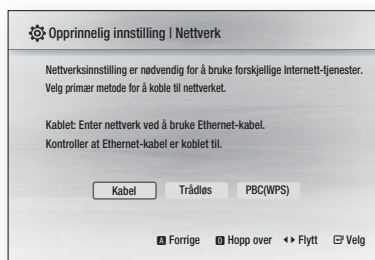 Opprinnelig innstilling | Nettverk
Nettverksinnstilling er nødvendig for å bruke forskjellige Internett-tjenester.
Velg primær metode for å koble til nettverket.
Kablet: Enter nettverk ved å bruke Ethernet-kabel.
Kontroller at Ethernet-kabel er koblet til.
Kabel Trådløs PBC(WPS)
A Forrige D Hopp over ◄► Flytt Velg